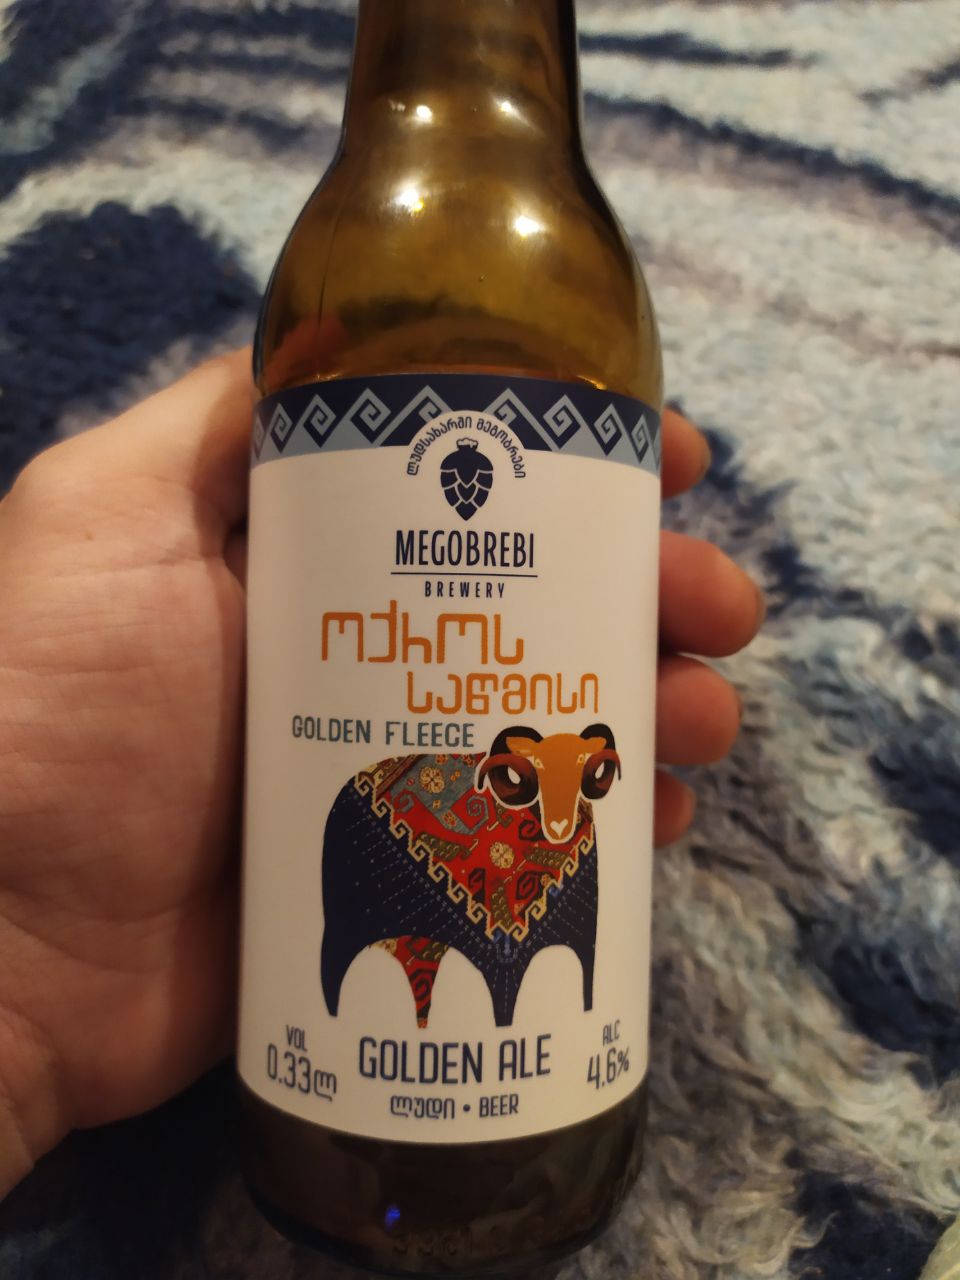 ლუდსახარში მეგობრები
MEGOBREBI
BREWERY
ოქროს
საწმისი
GOLDEN FLEECE
VOL
0.33ლ
GOLDEN ALE
ALC
4.6%
ლუდი • BEER